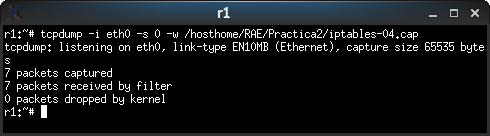 r1
r1:~# tcpdump -i eth0 -s 0 -w /hosthome/RAE/Practica2/iptables-04.cap
tcpdump: listening on eth0, link-type EN10MB (Ethernet), capture size 65535 byte
s
7 packets captured
7 packets received by filter
0 packets dropped by kernel
r1:~#